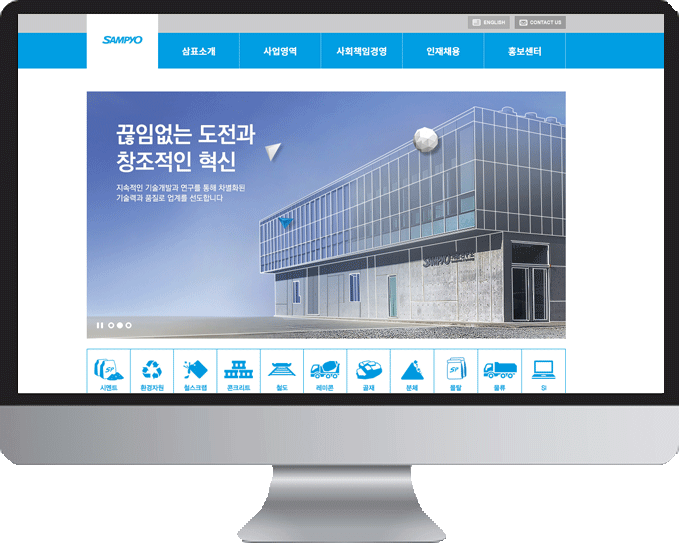 ENGLISH
CONTACT US
SAMPYO
삼표소개
사업영역
사회책임경영
인재채용
홍보센터
끊임없는 도전과
창조적인 혁신
지속적인 기술개발과 연구를 통해 차별화된
기술력과 품질로 업계를 선도합니다
SAMPYO
SP
SP
시멘트
환경자원
철스크랩
콘크리트
철도
레미콘
골재
분체
몰탈
물류
SI